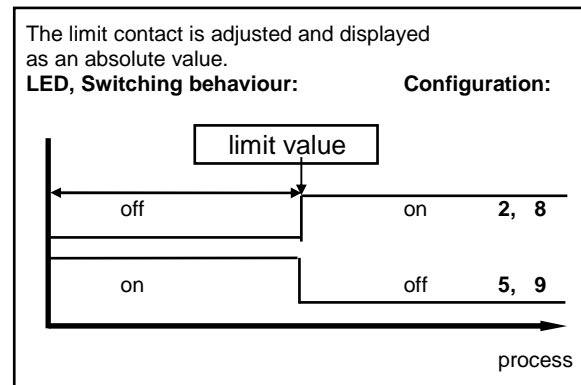 The limit contact is adjusted and displayed
as an absolute value.
LED, Switching behaviour: Configuration:
limit value
off on 2, 8
on off 5, 9
process